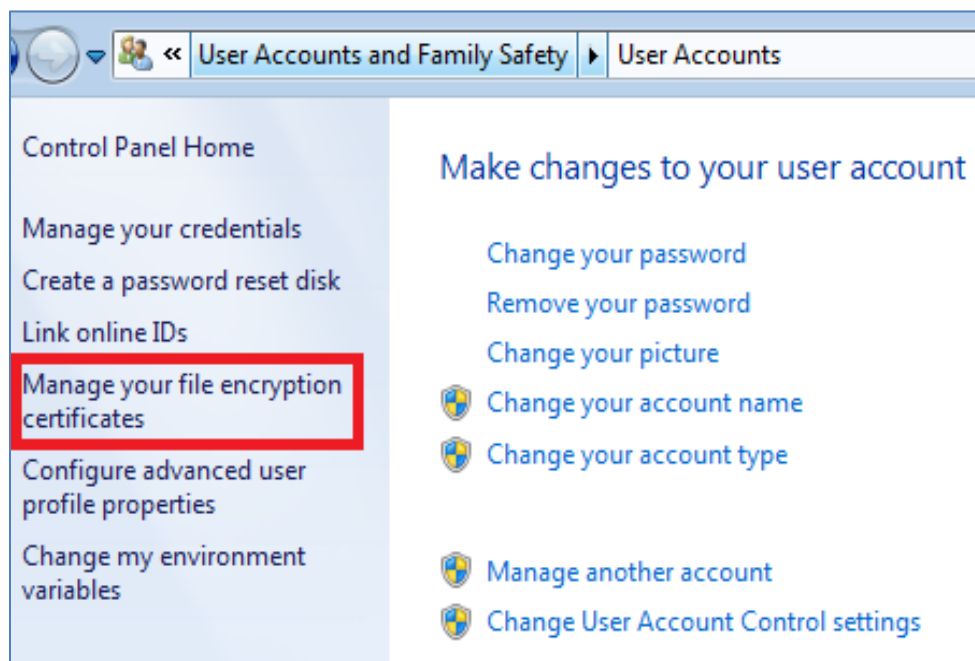 « User Accounts and Family Safety ▸ User Accounts
Control Panel Home
Manage your credentials
Create a password reset disk
Link online IDs
Manage your file encryption
certificates
Configure advanced user
profile properties
Change my environment
variables
Make changes to your user account
Change your password
Remove your password
Change your picture
Change your account name
Change your account type
Manage another account
Change User Account Control settings